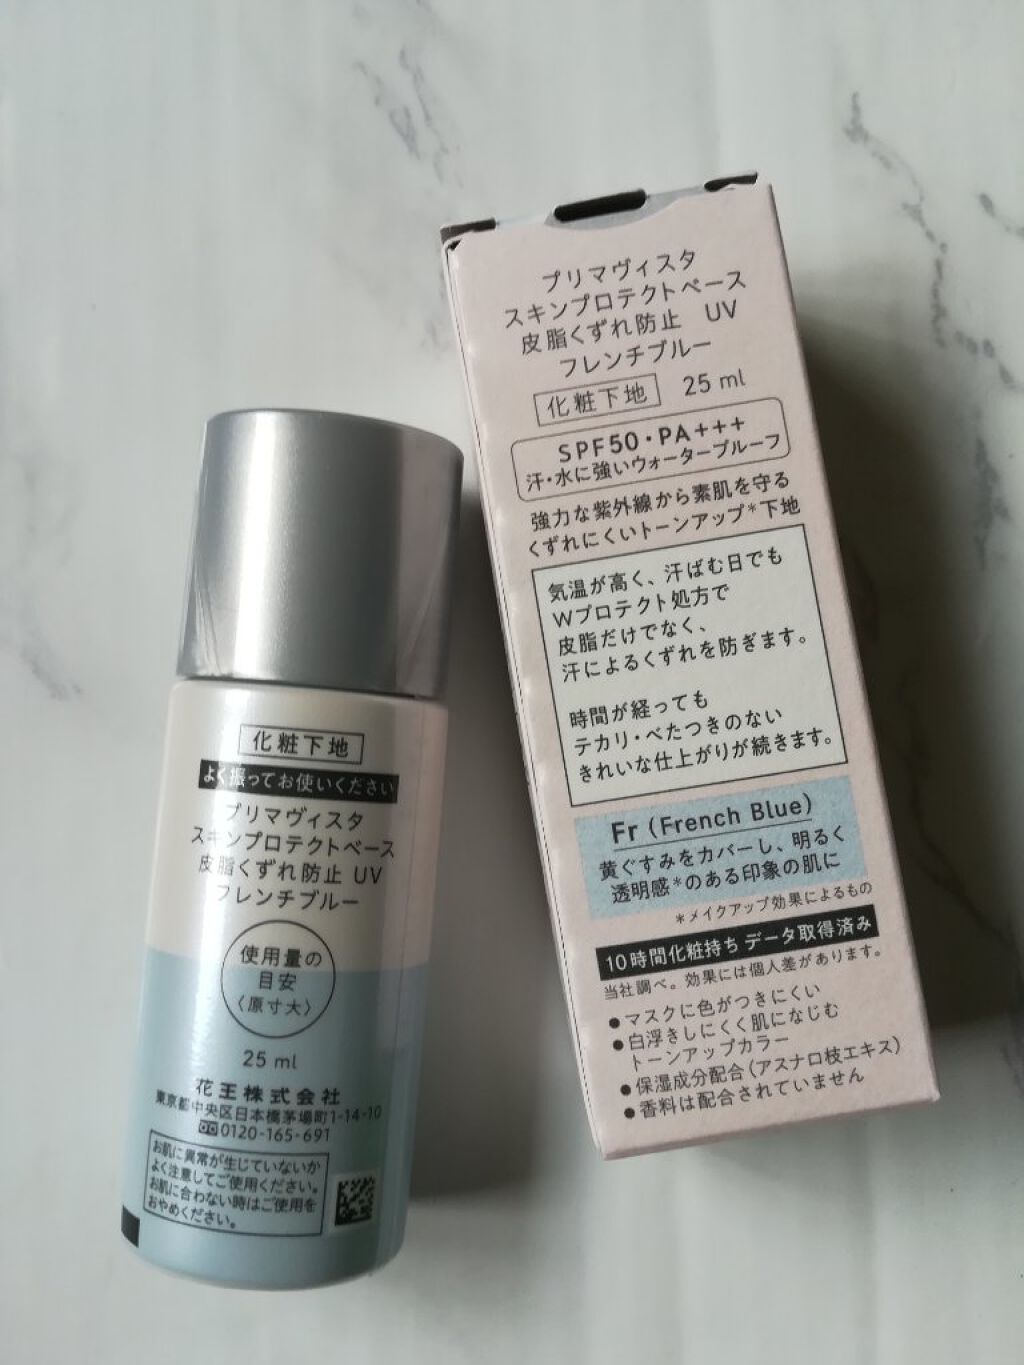 化粧下地
よく振ってお使いください
プリマヴィスタ
スキンプロテクトベース
皮脂くずれ防止 UV
フレンチブルー
使用量の
目安
〈原寸大〉
25 ml
花王株式会社
東京都中央区日本橋茅場町1-14-10
0120-165-691
お肌に異常が生じていないか
よく注意してご使用ください。
お肌に合わない時はご使用を
おやめください。
プリマヴィスタ
スキンプロテクトベース
皮脂くずれ防止 UV
フレンチブルー
化粧下地 25 ml
SPF50・PA+++
汗・水に強いウォータープルーフ
強力な紫外線から素肌を守る
くずれにくいトーンアップ*下地
気温が高く、汗ばむ日でも
Wプロテクト処方で
皮脂だけでなく、
汗によるくずれを防ぎます。
時間が経っても
テカリ・べたつきのない
きれいな仕上がりが続きます。
Fr (French Blue)
黄ぐすみをカバーし、明るく
透明感*のある印象の肌に
*メイクアップ効果によるもの
10時間化粧持ち データ取得済み
当社調べ。効果には個人差があります。
●マスクに色がつきにくい
●白浮きしにくく肌になじむ
トーンアップカラー
●保湿成分配合(アスナロ枝エキス)
●香料は配合されていません